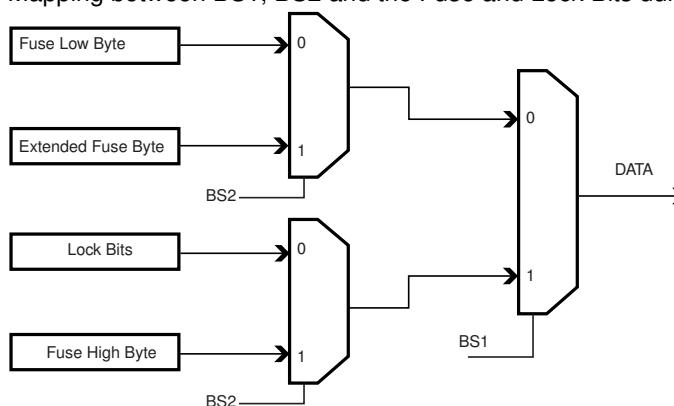 Mapping between BS1, BS2 and the Fuse and Lock Bits
Fuse Low Byte
0
Extended Fuse Byte
1
BS2
0
DATA
Lock Bits
0
1
Fuse High Byte
1
BS1
BS2